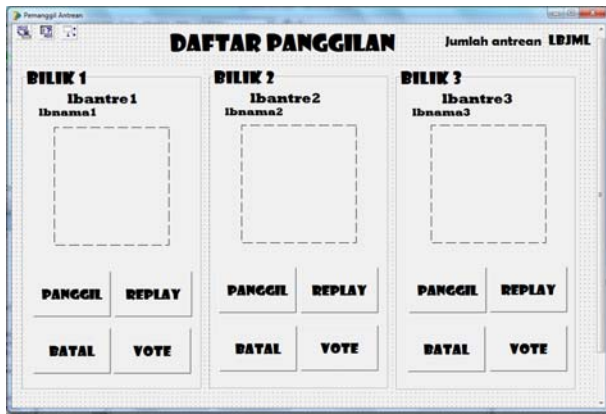 Pemanggil Antrean
DAFTAR PANGGILAN
Jumlah antrean LBJML
BILIK 1
lbantre1
lbnama1
PANGGIL REPLAY
BATAL VOTE
BILIK 2
lbantre2
lbnama2
PANGGIL REPLAY
BATAL VOTE
BILIK 3
lbantre3
lbnama3
PANGGIL REPLAY
BATAL VOTE